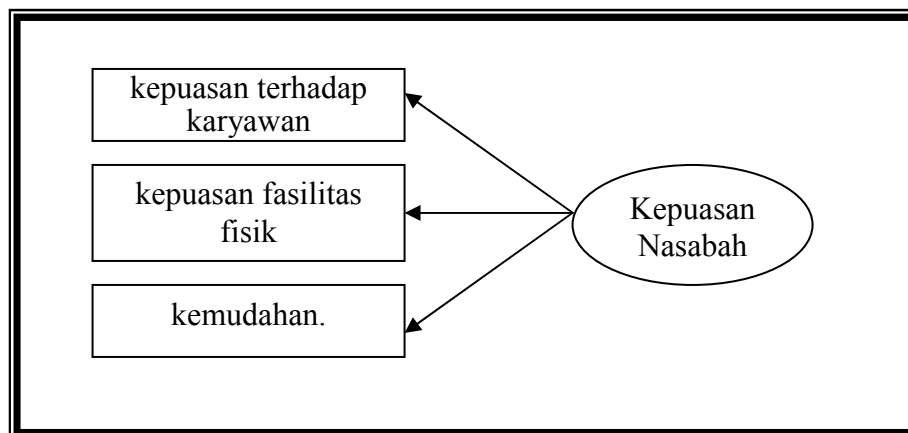 kepuasan terhadap
karyawan
kepuasan fasilitas
fisik
kemudahan.
Kepuasan
Nasabah